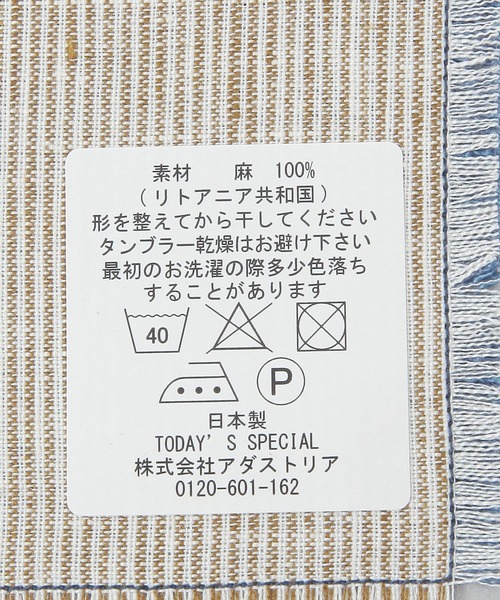 素材　麻 100%
(リトアニア共和国)
形を整えてから干してください
タンブラー乾燥はお避け下さい
最初のお洗濯の際多少色落ち
することがあります
40
P
日本製
TODAY'S SPECIAL
株式会社アダストリア
0120-601-162